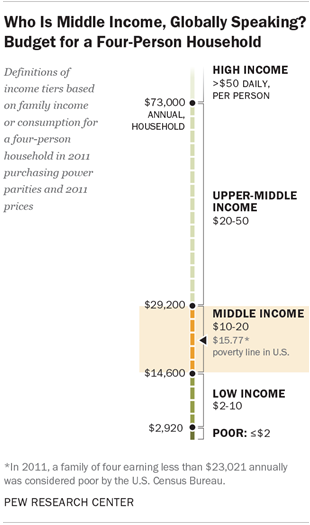 Who Is Middle Income, Globally Speaking?
Budget for a Four-Person Household
Definitions of
income tiers based
on family income
or consumption for
a four-person
household in 2011
purchasing power
parities and 2011
prices
HIGH INCOME
>$50 DAILY,
PER PERSON
$73,000
ANNUAL,
HOUSEHOLD
UPPER-MIDDLE
INCOME
$20-50
$29,200
MIDDLE INCOME
$10-20
$15.77*
poverty line in U.S.
$14,600
LOW INCOME
$2-10
$2,920
POOR: ≤$2
*In 2011, a family of four earning less than $23,021 annually
was considered poor by the U.S. Census Bureau.
PEW RESEARCH CENTER